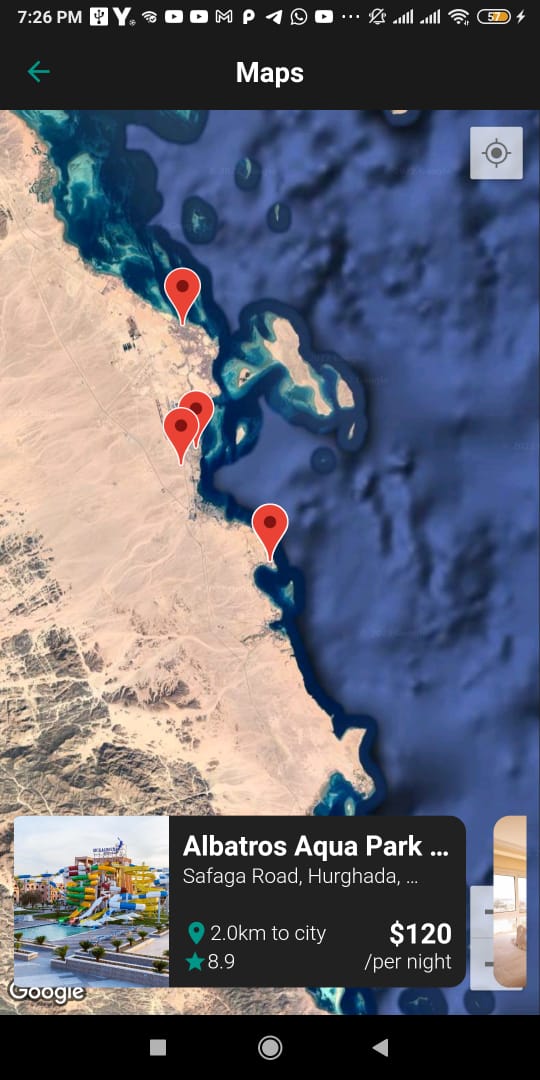 7:26 PM
57
Maps
Albatros Aqua Park ...
Safaga Road, Hurghada, ...
2.0km to city
$120
8.9
/per night
Google